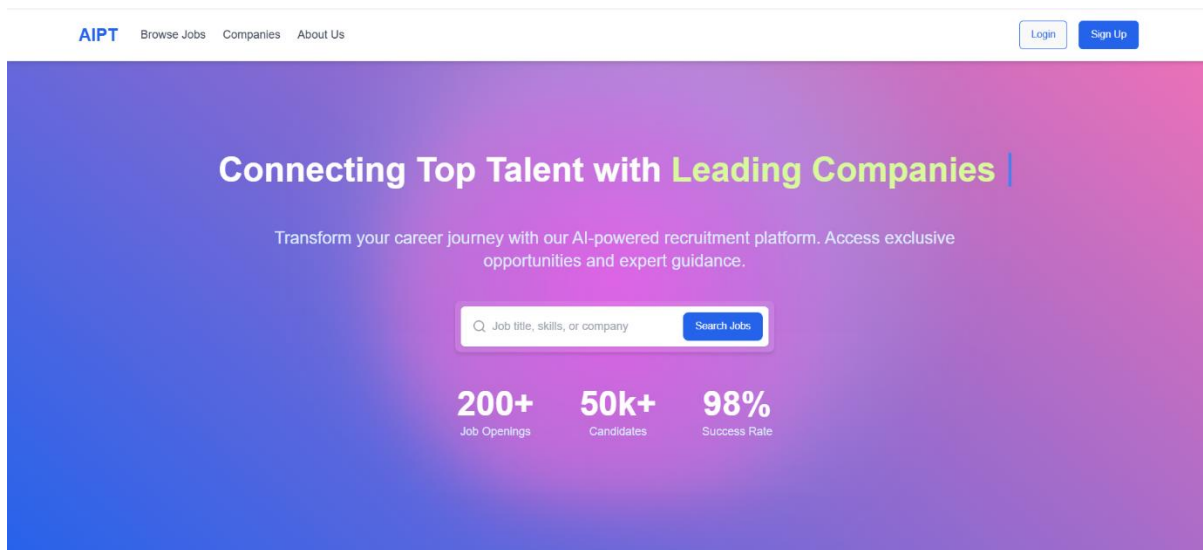 AIPT Browse Jobs Companies About Us Login Sign Up
Connecting Top Talent with Leading Companies
Transform your career journey with our AI-powered recruitment platform. Access exclusive
opportunities and expert guidance.
Job title, skills, or company Search Jobs
200+ 50k+ 98%
Job Openings Candidates Success Rate